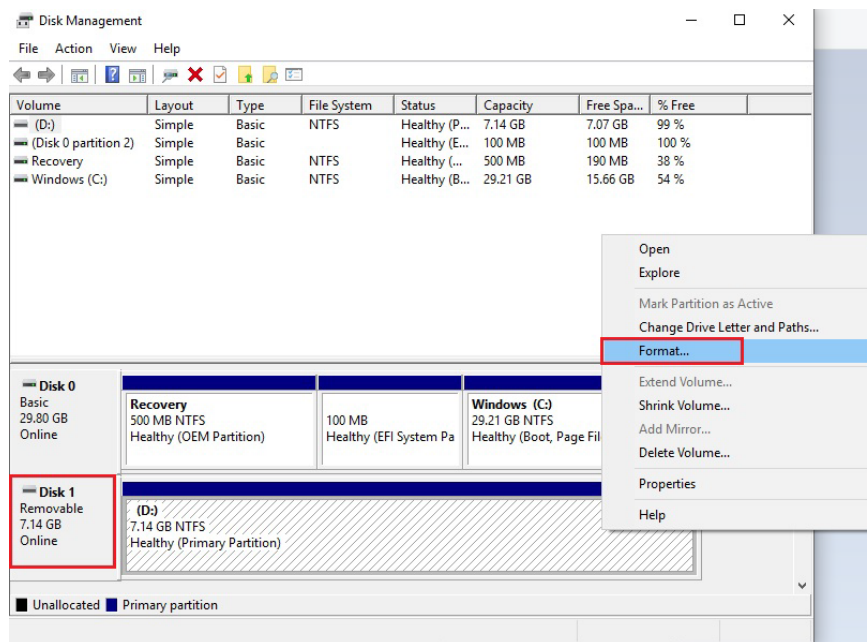 Disk Management
File Action View Help
Volume Layout Type File System Status Capacity Free Spa... % Free
(D:) Simple Basic NTFS Healthy (P... 7.14 GB 7.07 GB 99 %
(Disk 0 partition 2) Simple Basic Healthy (E... 100 MB 100 MB 100 %
Recovery Simple Basic NTFS Healthy (... 500 MB 190 MB 38 %
Windows (C:) Simple Basic NTFS Healthy (B... 29.21 GB 15.66 GB 54 %
Open
Explore
Mark Partition as Active
Change Drive Letter and Paths...
Format...
Extend Volume...
Shrink Volume...
Add Mirror...
Delete Volume...
Properties
Help
Disk 0
Basic
29.80 GB
Online
Recovery
500 MB NTFS
Healthy (OEM Partition)
100 MB
Healthy (EFI System Pa
Windows (C:)
29.21 GB NTFS
Healthy (Boot, Page Fil
Disk 1
Removable
7.14 GB
Online
(D:)
7.14 GB NTFS
Healthy (Primary Partition)
Unallocated Primary partition